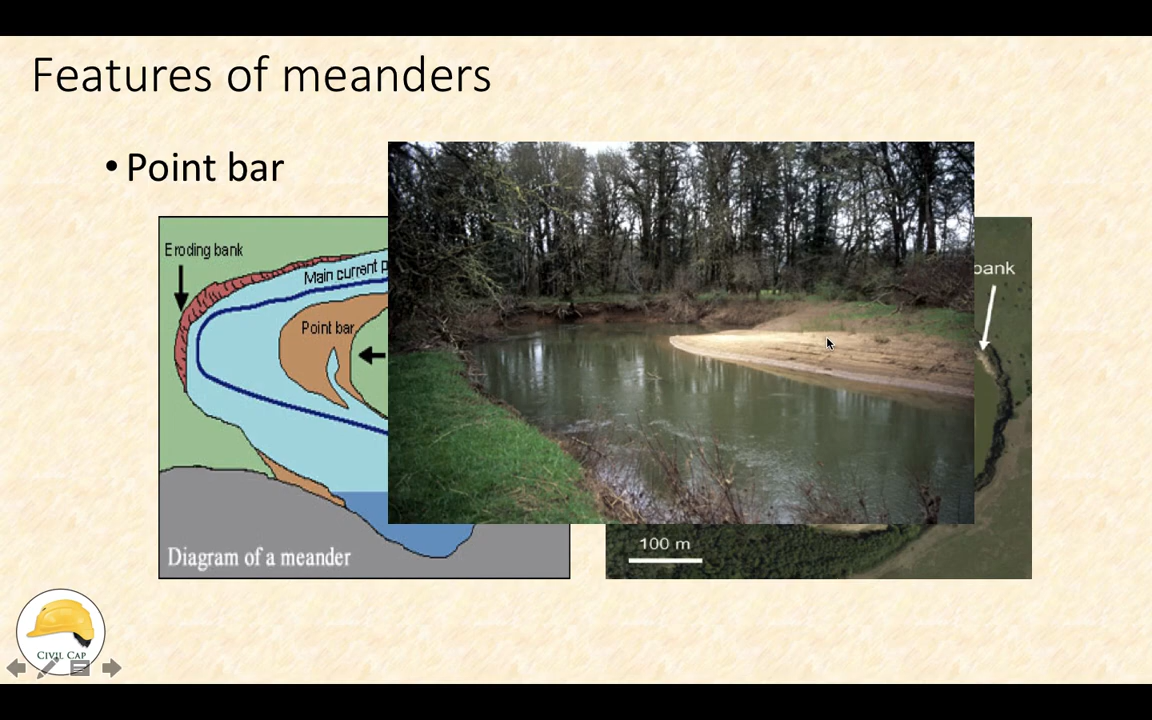 Features of meanders
• Point bar
Eroding bank
Main current p
Point bar
bank
100 m
Diagram of a meander
CIVIL CAP